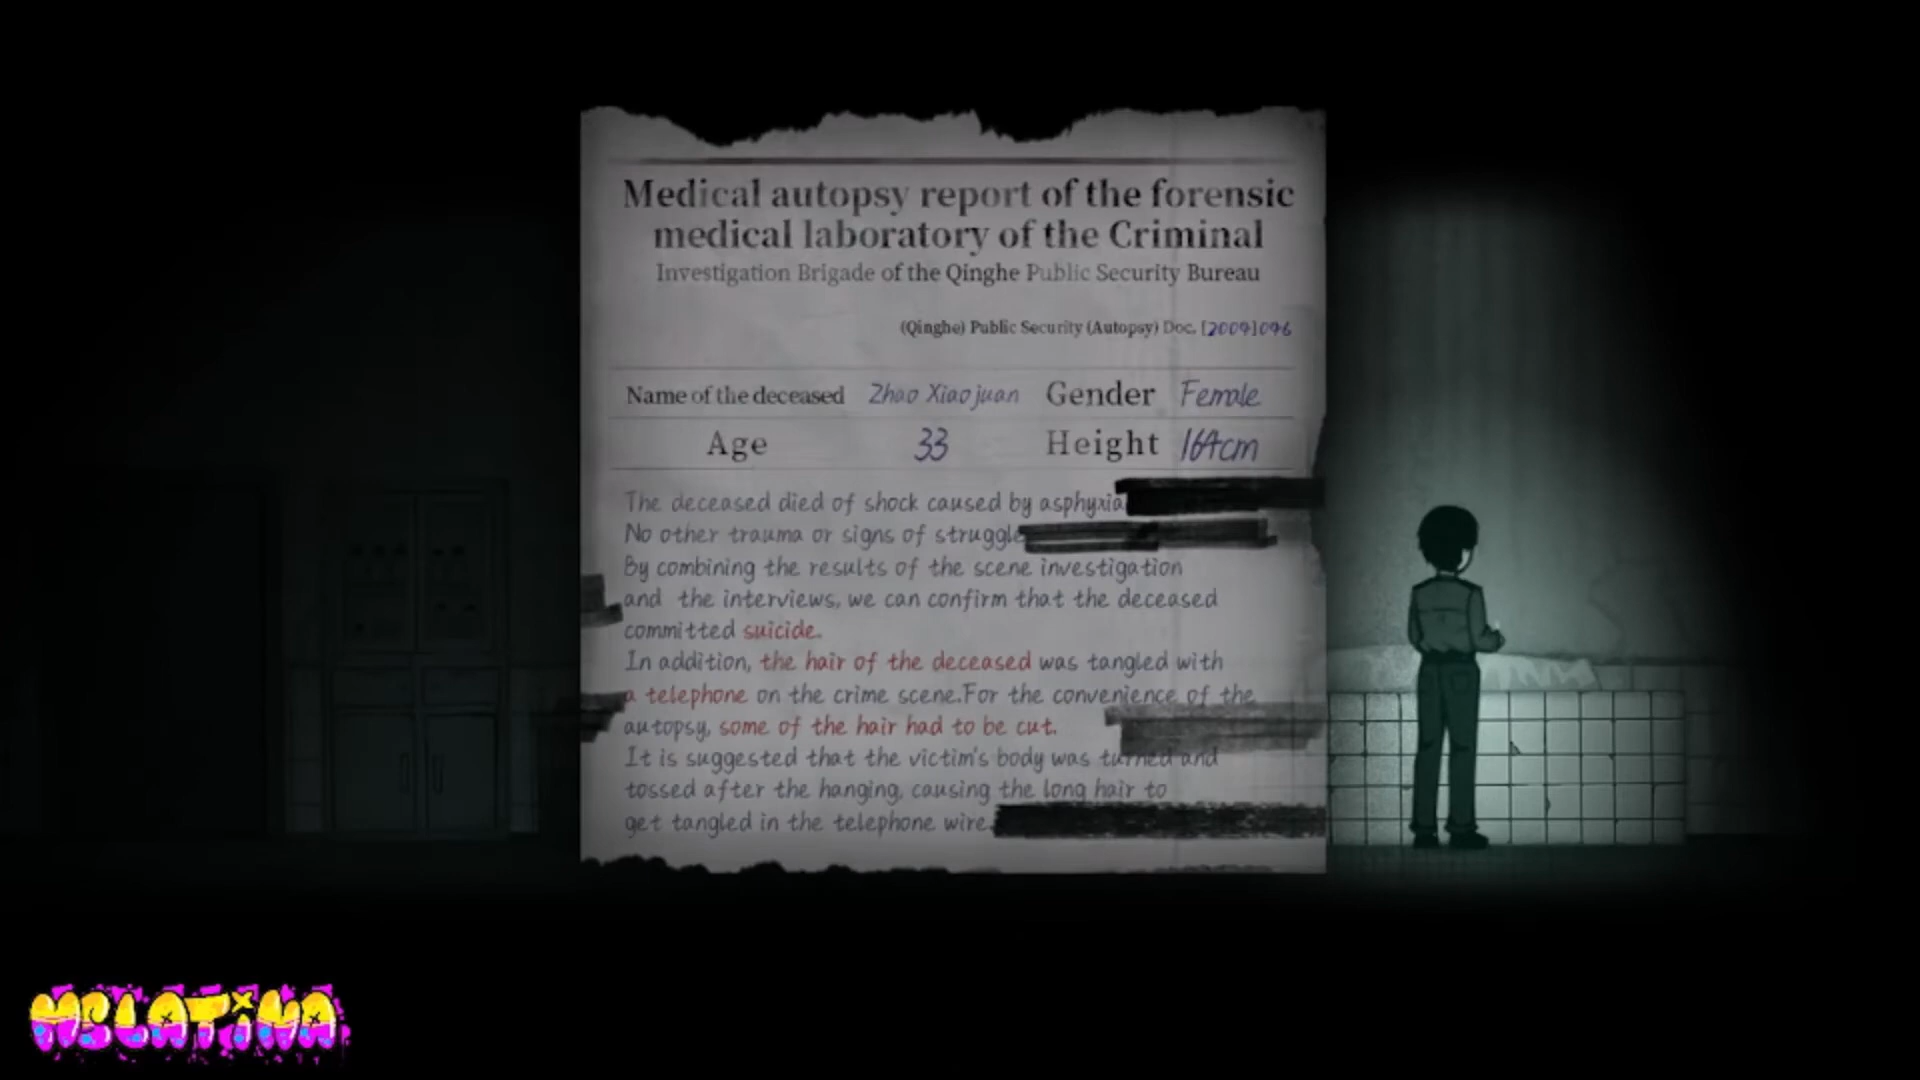 Medical autopsy report of the forensic
medical laboratory of the Criminal
Investigation Brigade of the Qinghe Public Security Bureau
(Qinghe) Public Security (Autopsy) Doc. [2009]096
Name of the deceased Zhao Xiaojuan Gender Female
Age 33 Height 164cm
The deceased died of shock caused by asphyxia
No other trauma or signs of struggle
By combining the results of the scene investigation
and the interviews, we can confirm that the deceased
committed suicide.
In addition, the hair of the deceased was tangled with
a telephone on the crime scene.For the convenience of the
autopsy, some of the hair had to be cut.
It is suggested that the victim's body was turned and
tossed after the hanging, causing the long hair to
get tangled in the telephone wire.
MELATiNA